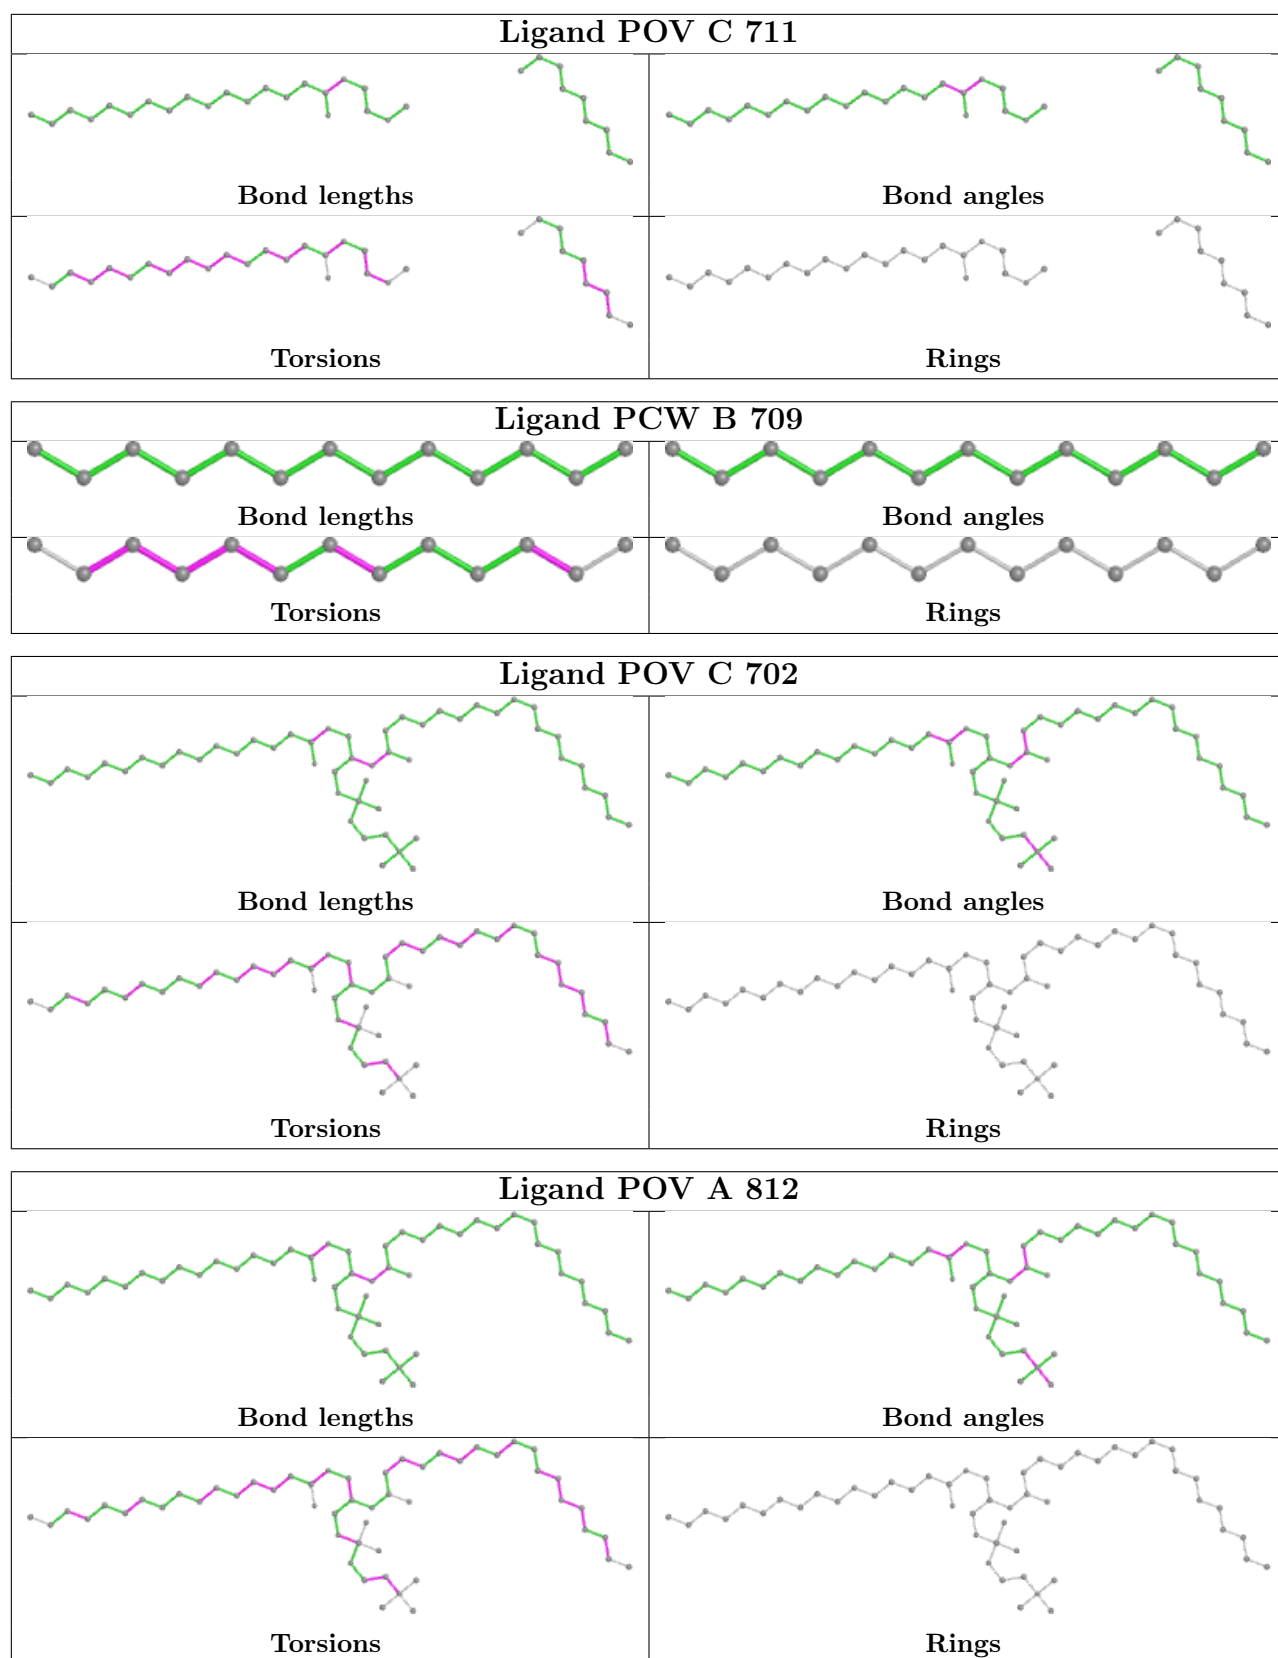 Ligand POV C 711
Bond lengths
Bond angles
Torsions
Rings
Ligand PCW B 709
Bond lengths
Bond angles
Torsions
Rings
Ligand POV C 702
Bond lengths
Bond angles
Torsions
Rings
Ligand POV A 812
Bond lengths
Bond angles
Torsions
Rings